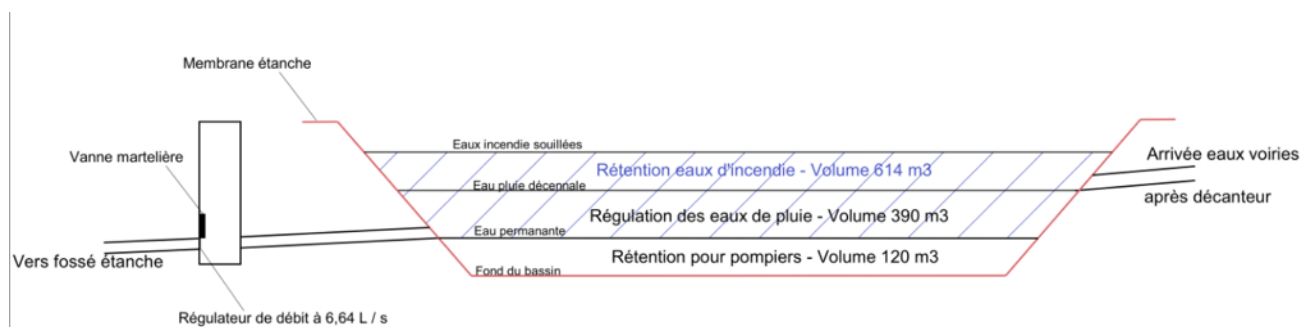 Membrane étanche
Vanne martelière
Eaux incendie souillées
Rétention eaux d'incendie - Volume 614 m3
Arrivée eaux voiries
Eau pluie décennale
après décanteur
Régulation des eaux de pluie - Volume 390 m3
Eau permanante
Vers fossé étanche
Rétention pour pompiers - Volume 120 m3
Fond du bassin
Régulateur de débit à 6,64 L / s